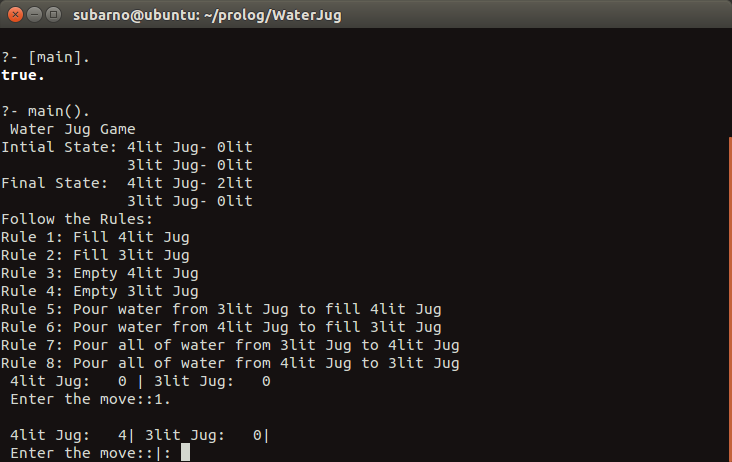 subarno@ubuntu: ~/prolog/WaterJug
?- [main].
true.
?- main().
Water Jug Game
Intial State: 4lit Jug- 0lit
3lit Jug- 0lit
Final State:  4lit Jug- 2lit
3lit Jug- 0lit
Follow the Rules:
Rule 1: Fill 4lit Jug
Rule 2: Fill 3lit Jug
Rule 3: Empty 4lit Jug
Rule 4: Empty 3lit Jug
Rule 5: Pour water from 3lit Jug to fill 4lit Jug
Rule 6: Pour water from 4lit Jug to fill 3lit Jug
Rule 7: Pour all of water from 3lit Jug to 4lit Jug
Rule 8: Pour all of water from 4lit Jug to 3lit Jug
4lit Jug:   0 | 3lit Jug:   0
Enter the move::1.
4lit Jug:   4| 3lit Jug:   0|
Enter the move::|: